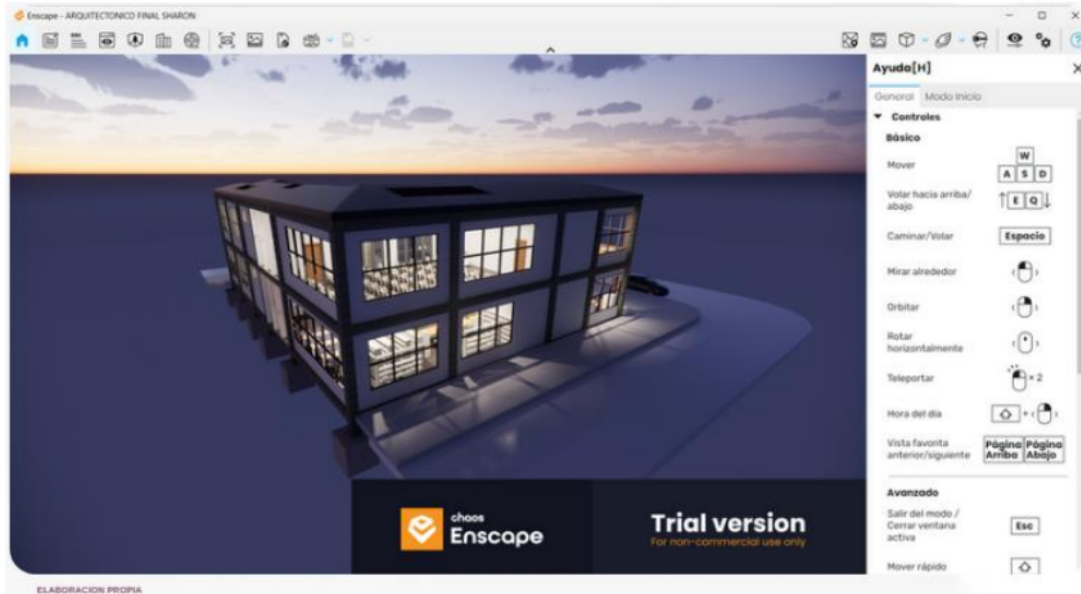 Enscape - ARQUITECTONICO FINAL SHARON
Ayuda[H]
General Modo Inicio
Controles
Básico
Mover
W
A S D
Volar hacia arriba/
abajo
E Q
Caminar/Volar
Espacio
Mirar alrededor
Orbitar
Rotar
horizontalmente
Teleportar
× 2
Hora del día
+
Vista favorita
anterior/siguiente
Página Página
Arriba Abajo
Avanzado
Salir del modo /
Cerrar ventana
activa
Esc
Mover rápido
chaos
Enscape
Trial version
For non-commercial use only
ELABORACION PROPIA